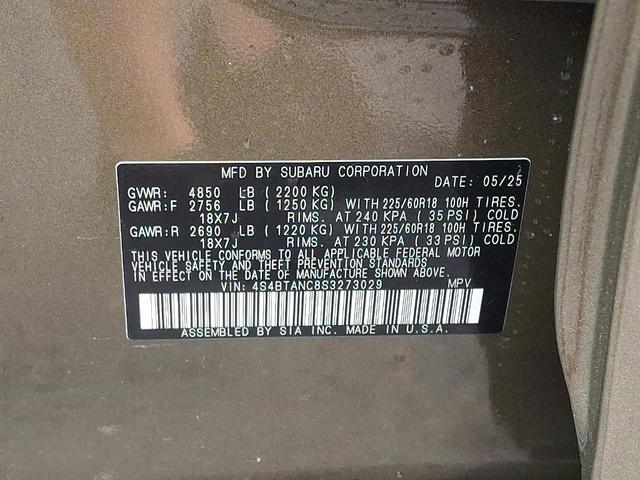 MFD BY SUBARU CORPORATION
DATE: 05/25
GVWR: 4850 LB (2200 KG)
GAWR:F 2756 LB (1250 KG) WITH 225/60R18 100H TIRES.
18X7J RIMS. AT 240 KPA (35 PSI) COLD
GAWR:R 2690 LB (1220 KG) WITH 225/60R18 100H TIRES.
18X7J RIMS. AT 230 KPA (33 PSI) COLD
THIS VEHICLE CONFORMS TO ALL APPLICABLE FEDERAL MOTOR
VEHICLE SAFETY AND THEFT PREVENTION STANDARDS
IN EFFECT ON THE DATE OF MANUFACTURE SHOWN ABOVE.
VIN: 4S4BTANC8S3273029 MPV
ASSEMBLED BY SIA INC. MADE IN U.S.A.